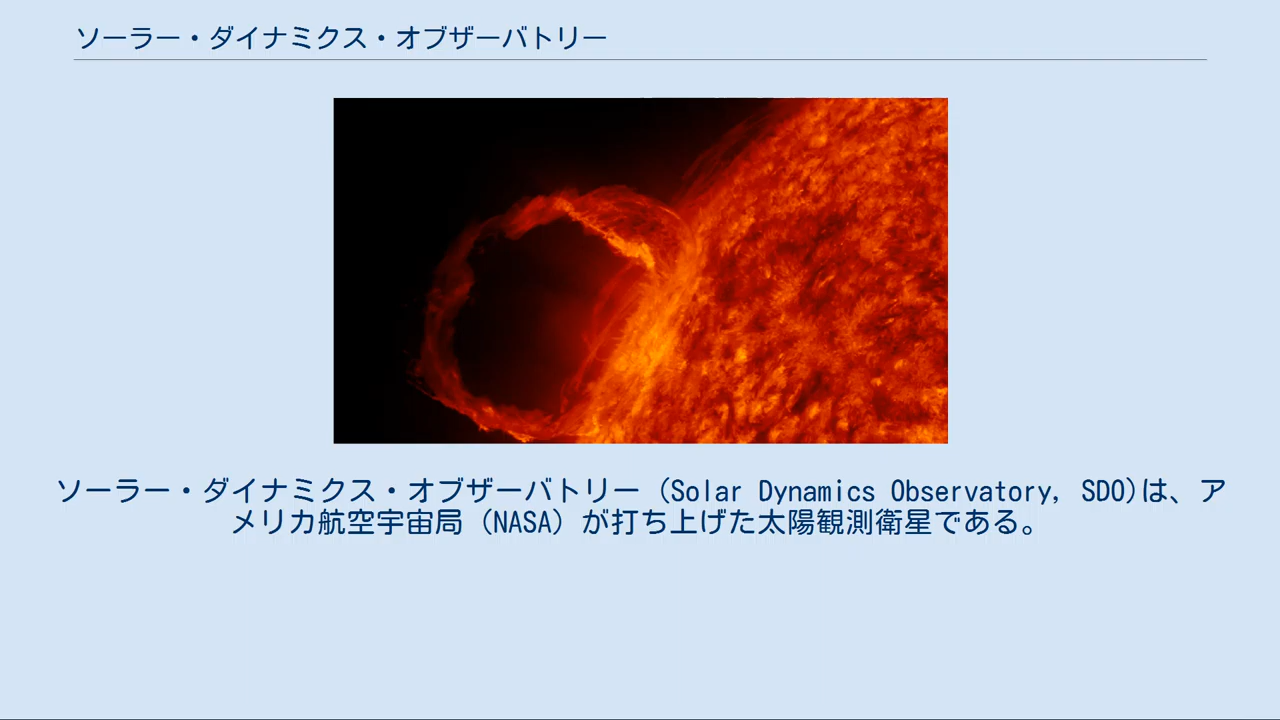 ソーラー・ダイナミクス・オブザーバトリー
ソーラー・ダイナミクス・オブザーバトリー（Solar Dynamics Observatory, SDO)は、ア
メリカ航空宇宙局（NASA）が打ち上げた太陽観測衛星である。